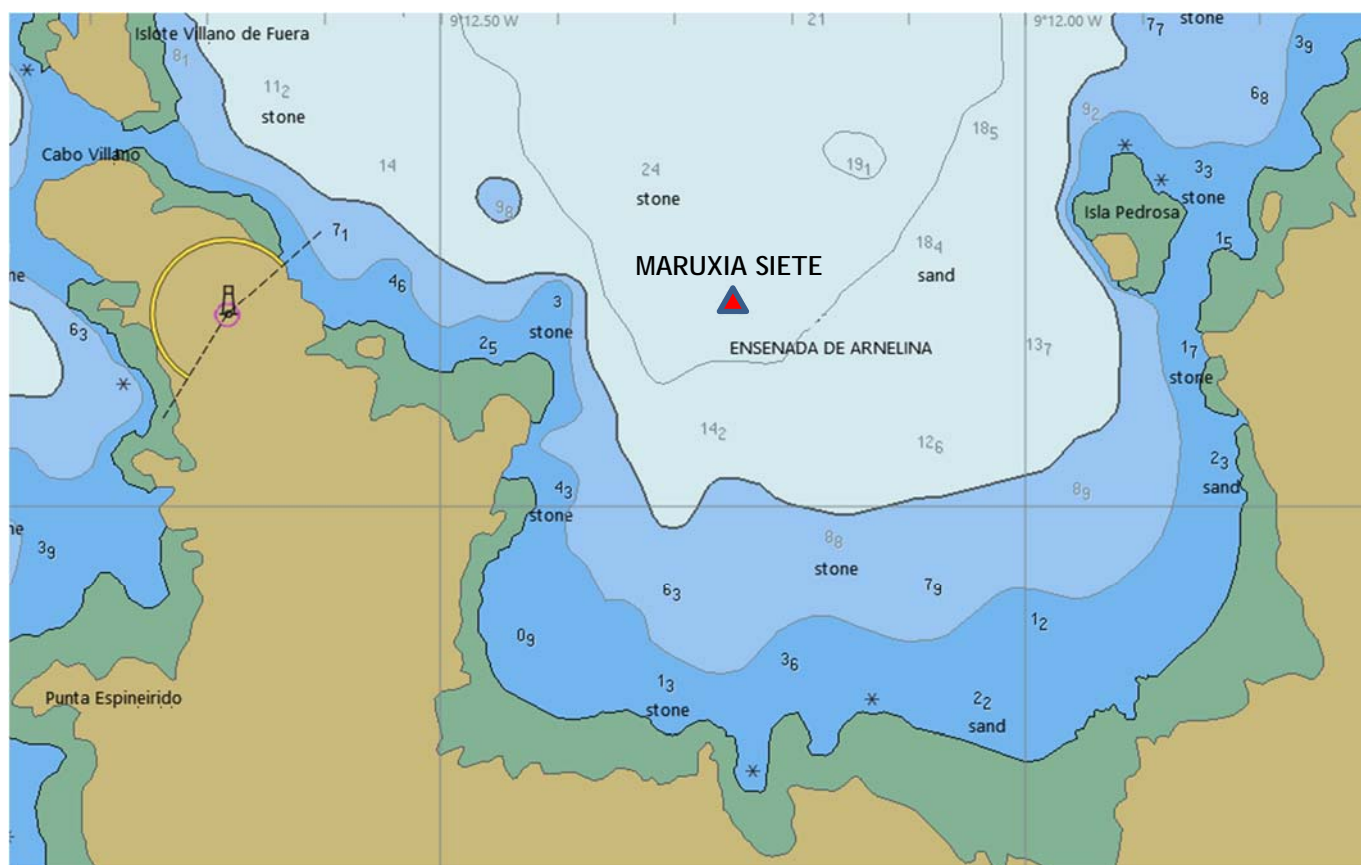 9°12.50 W
21
9°12.00 W
7₇
stone
Islote Villano de Fuera
8₁
3₉
11₂
stone
6₈
9₂
18₅
Cabo Villano
14
24
stone
19₁
3₃
stone
9₈
Isla Pedrosa
7₁
18₄
sand
1₅
ne
MARUXIA SIETE
4₆
3
stone
6₃
2₅
ENSENADA DE ARNELINA
13₇
1₇
stone
14₂
12₆
2₃
sand
4₃
stone
8₉
ne
3₉
8₈
stone
6₃
7₉
0₉
1₂
3₆
Punta Espineirido
1₃
stone
2₂
sand